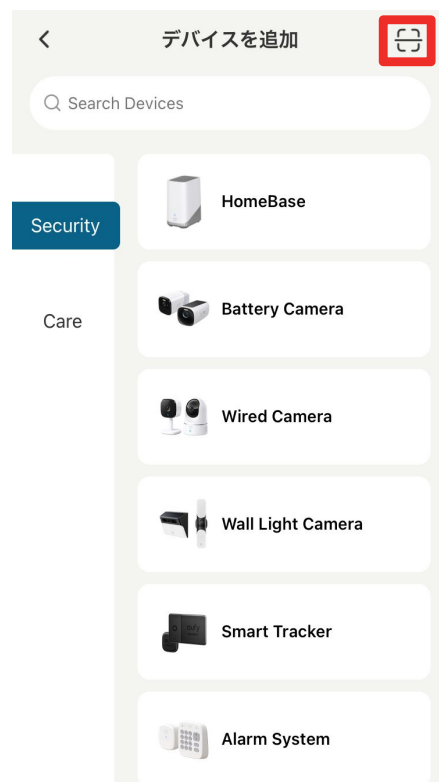 デバイスを追加
Search Devices
HomeBase
Security
Battery Camera
Care
Wired Camera
Wall Light Camera
Smart Tracker
Alarm System